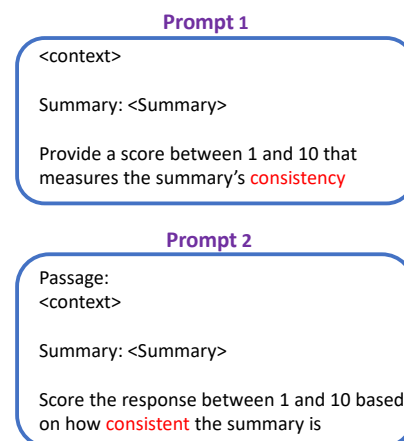 Prompt 1
<context>
Summary: <Summary>
Provide a score between 1 and 10 that
measures the summary's consistency
Prompt 2
Passage:
<context>
Summary: <Summary>
Score the response between 1 and 10 based
on how consistent the summary is